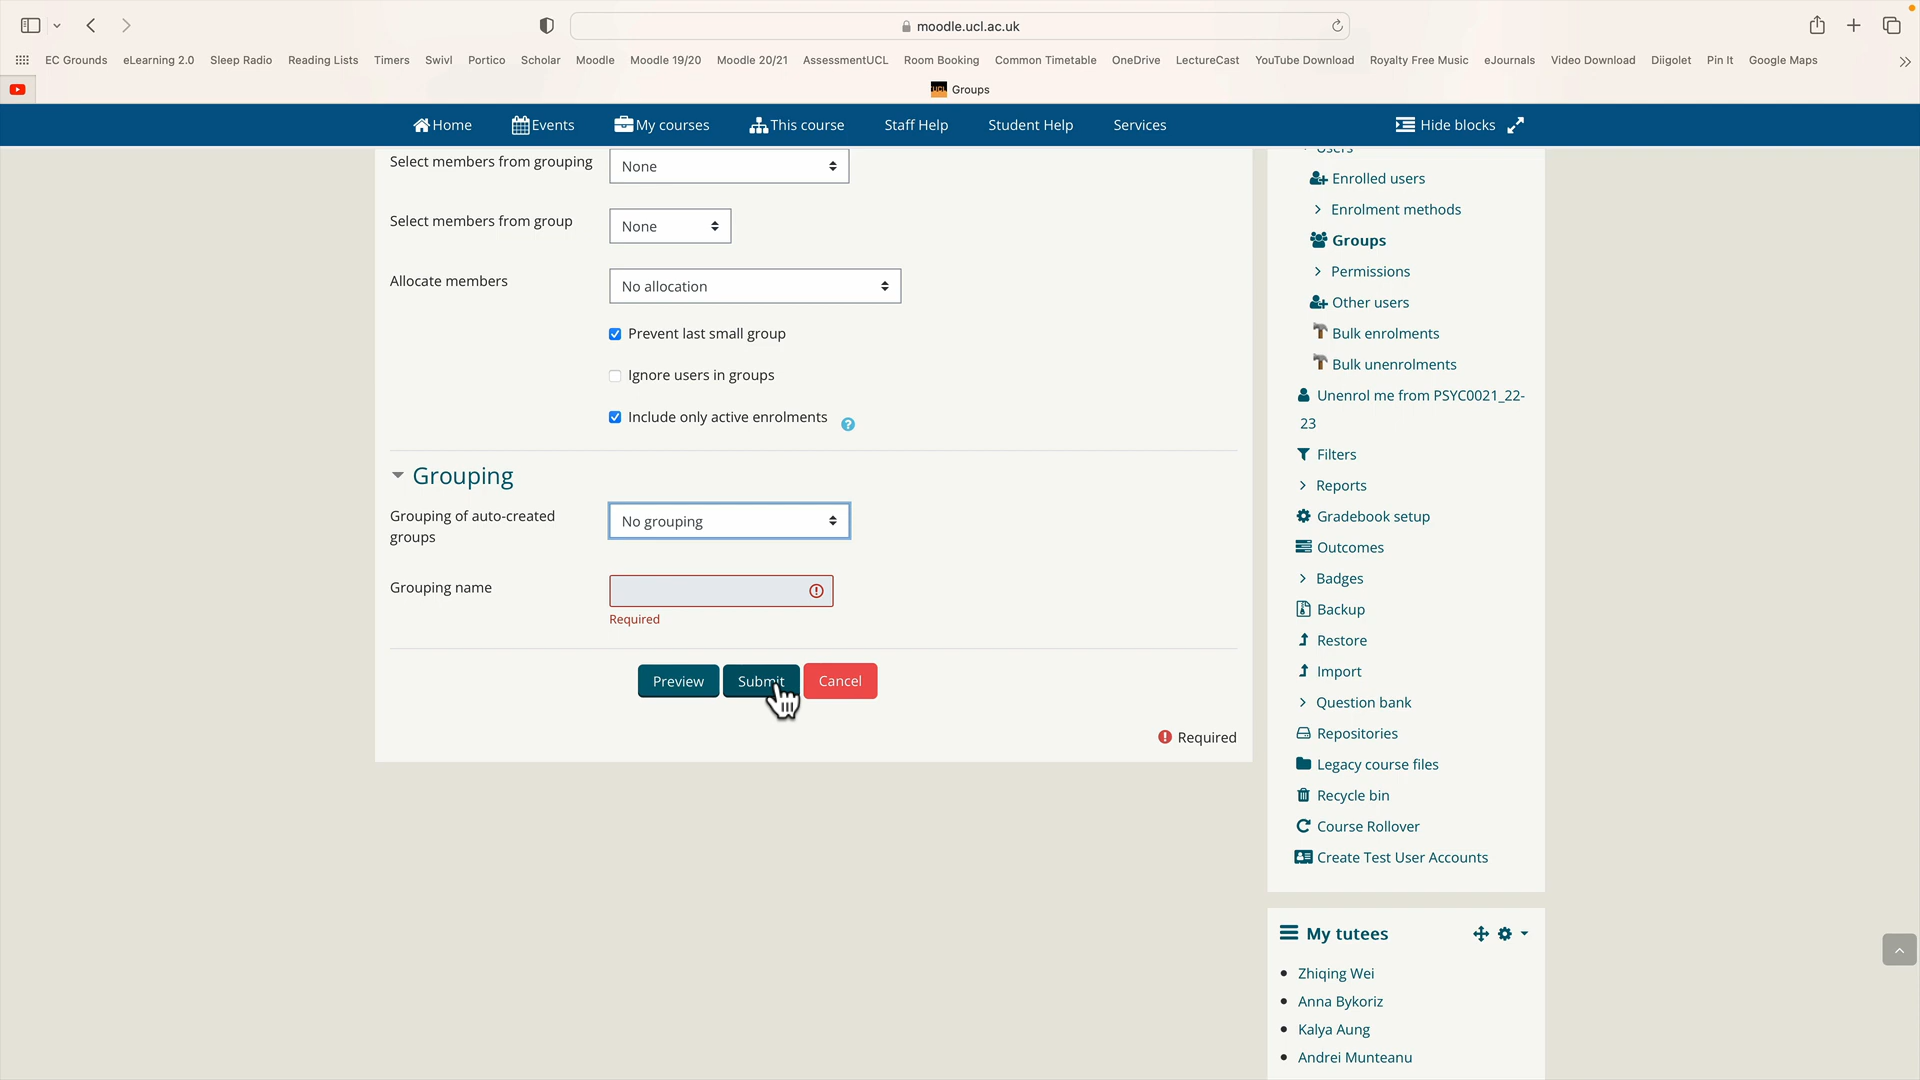 moodle.ucl.ac.uk
EC Grounds eLearning 2.0 Sleep Radio Reading Lists Timers Swivl Portico Scholar Moodle Moodle 19/20 Moodle 20/21 AssessmentUCL Room Booking Common Timetable OneDrive LectureCast YouTube Download Royalty Free Music eJournals Video Download Diigolet Pin It Google Maps
UCL Groups
Home Events My courses This course Staff Help Student Help Services Hide blocks
Select members from grouping None
Select members from group None
Allocate members No allocation
Prevent last small group
Ignore users in groups
Include only active enrolments ?
Grouping
Grouping of auto-created
groups
No grouping
Grouping name
Required
Preview Submit Cancel
Required
Users
Enrolled users
Enrolment methods
Groups
Permissions
Other users
Bulk enrolments
Bulk unenrolments
Unenrol me from PSYC0021_22-
23
Filters
Reports
Gradebook setup
Outcomes
Badges
Backup
Restore
Import
Question bank
Repositories
Legacy course files
Recycle bin
Course Rollover
Create Test User Accounts
My tutees
Zhiqing Wei
Anna Bykoriz
Kalya Aung
Andrei Munteanu